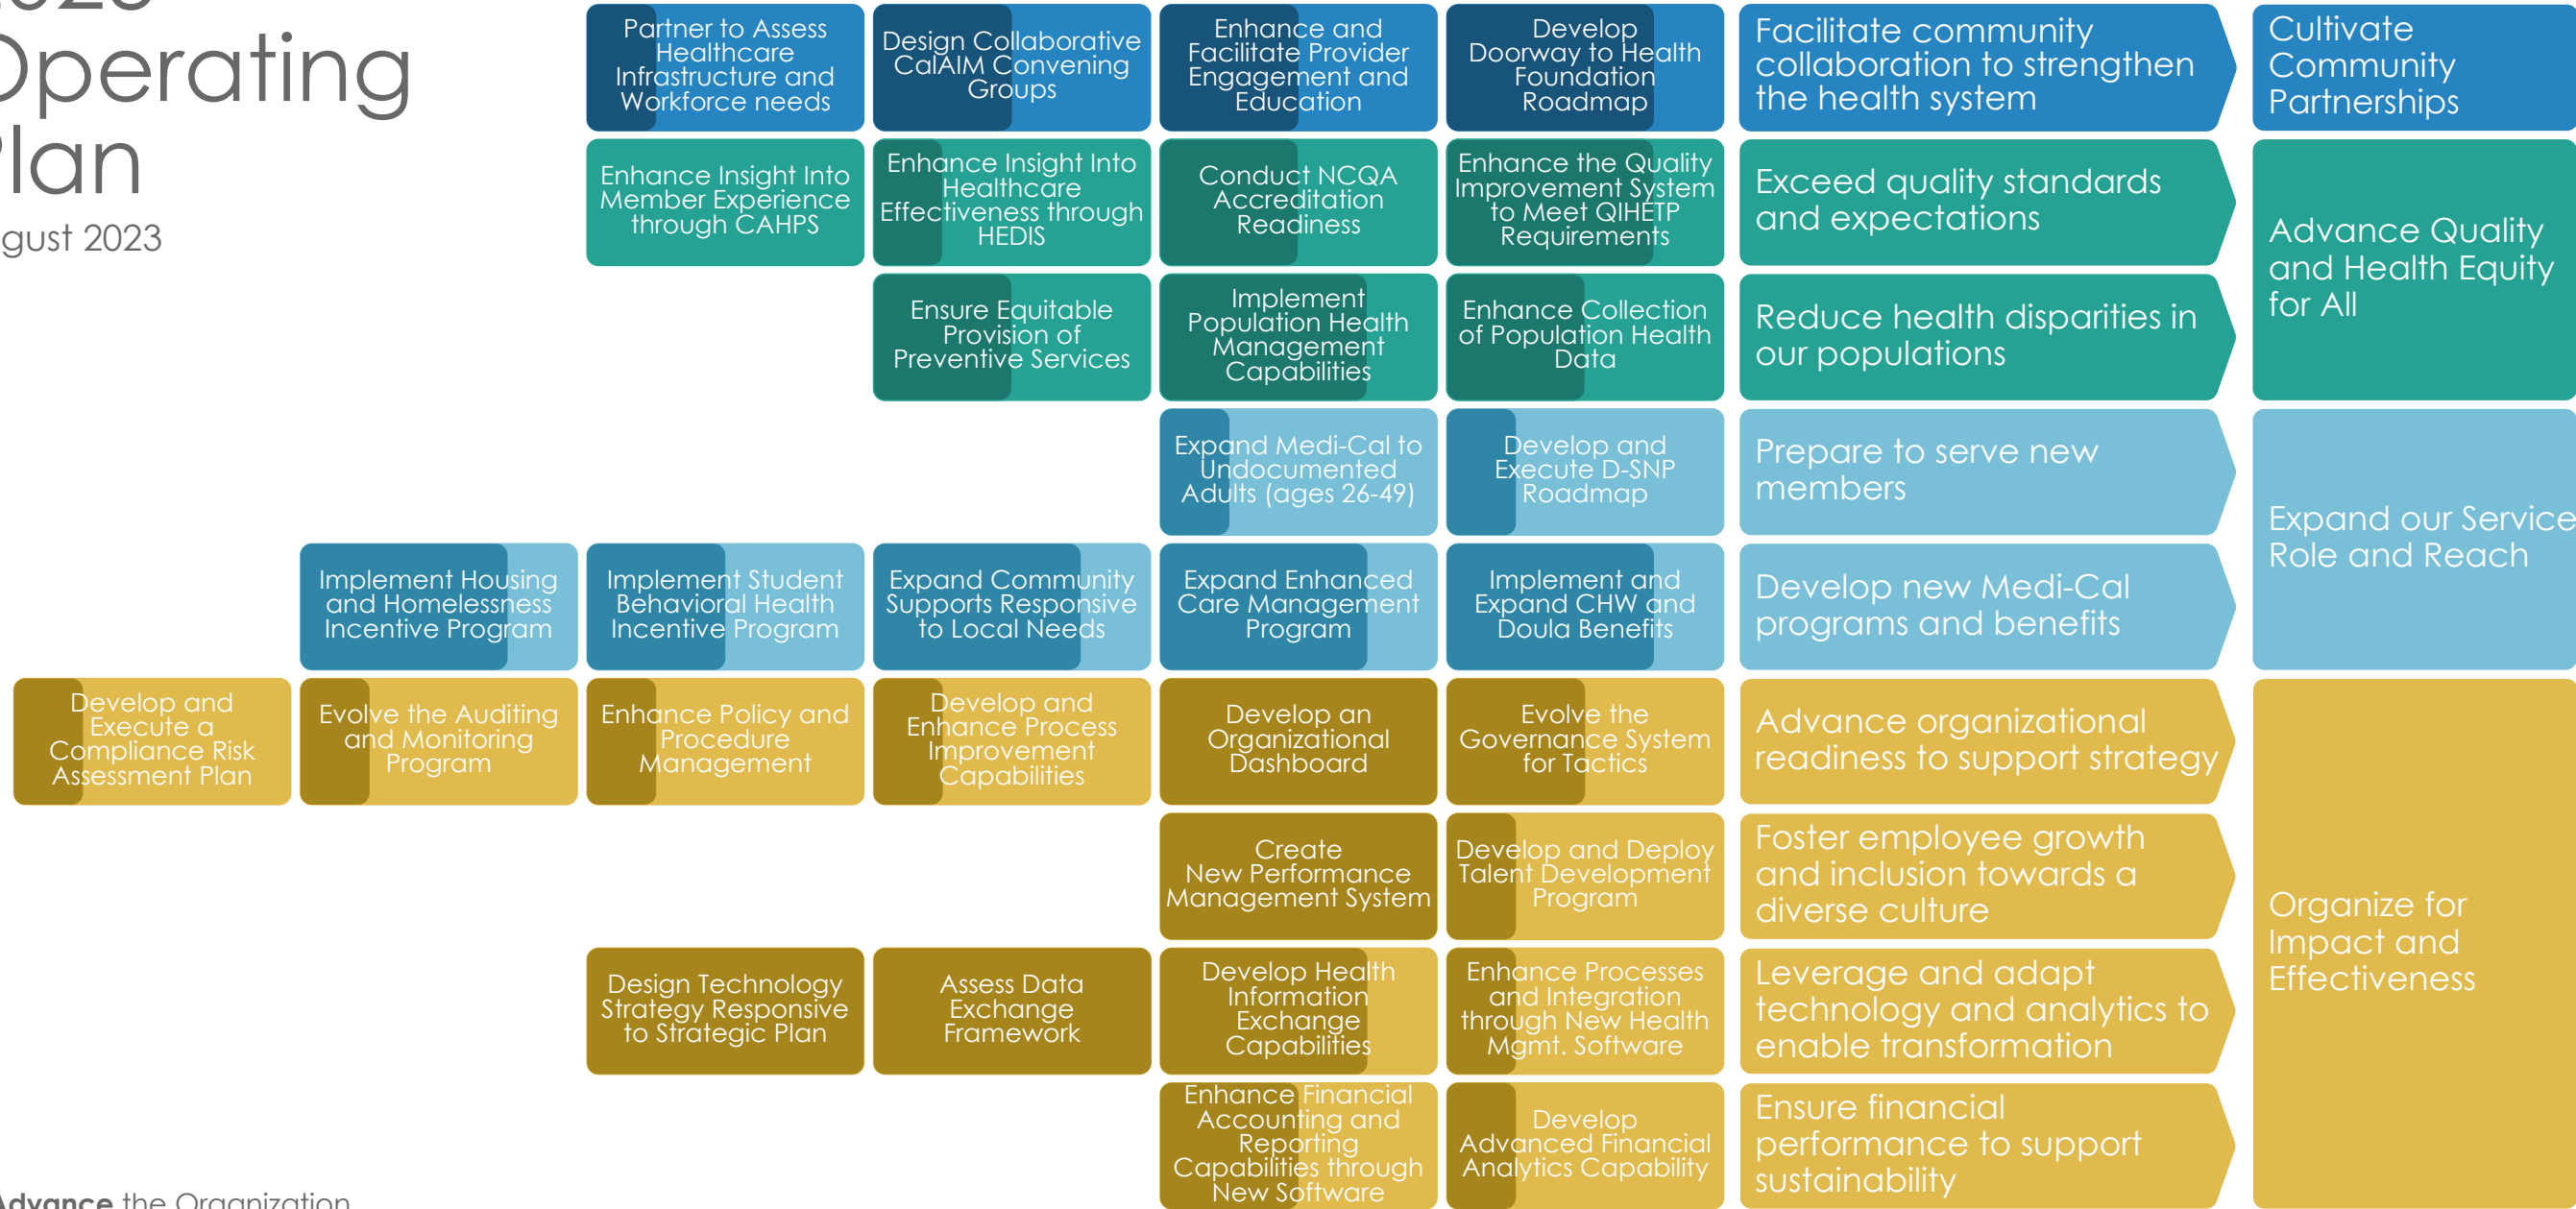 Operating
Plan
gust 2023
Partner to Assess
Healthcare
Infrastructure and
Workforce needs
Design Collaborative
CalAIM Convening
Groups
Enhance and
Facilitate Provider
Engagement and
Education
Develop
Doorway to Health
Foundation
Roadmap
Facilitate community
collaboration to strengthen
the health system
Cultivate
Community
Partnerships
Enhance Insight Into
Member Experience
through CAHPS
Enhance Insight Into
Healthcare
Effectiveness through
HEDIS
Conduct NCQA
Accreditation
Readiness
Enhance the Quality
Improvement System
to Meet QIHETP
Requirements
Exceed quality standards
and expectations
Advance Quality
and Health Equity
for All
Ensure Equitable
Provision of
Preventive Services
Implement
Population Health
Management
Capabilities
Enhance Collection
of Population Health
Data
Reduce health disparities in
our populations
Expand Medi-Cal to
Undocumented
Adults (ages 26-49)
Develop and
Execute D-SNP
Roadmap
Prepare to serve new
members
Expand our Service
Role and Reach
Implement Housing
and Homelessness
Incentive Program
Implement Student
Behavioral Health
Incentive Program
Expand Community
Supports Responsive
to Local Needs
Expand Enhanced
Care Management
Program
Implement and
Expand CHW and
Doula Benefits
Develop new Medi-Cal
programs and benefits
Develop and
Execute a
Compliance Risk
Assessment Plan
Evolve the Auditing
and Monitoring
Program
Enhance Policy and
Procedure
Management
Develop and
Enhance Process
Improvement
Capabilities
Develop an
Organizational
Dashboard
Evolve the
Governance System
for Tactics
Advance organizational
readiness to support strategy
Organize for
Impact and
Effectiveness
Create
New Performance
Management System
Develop and Deploy
Talent Development
Program
Foster employee growth
and inclusion towards a
diverse culture
Design Technology
Strategy Responsive
to Strategic Plan
Assess Data
Exchange
Framework
Develop Health
Information
Exchange
Capabilities
Enhance Processes
and Integration
through New Health
Mgmt. Software
Leverage and adapt
technology and analytics to
enable transformation
Enhance Financial
Accounting and
Reporting
Capabilities through
New Software
Develop
Advanced Financial
Analytics Capability
Ensure financial
performance to support
sustainability
Advance the Organization